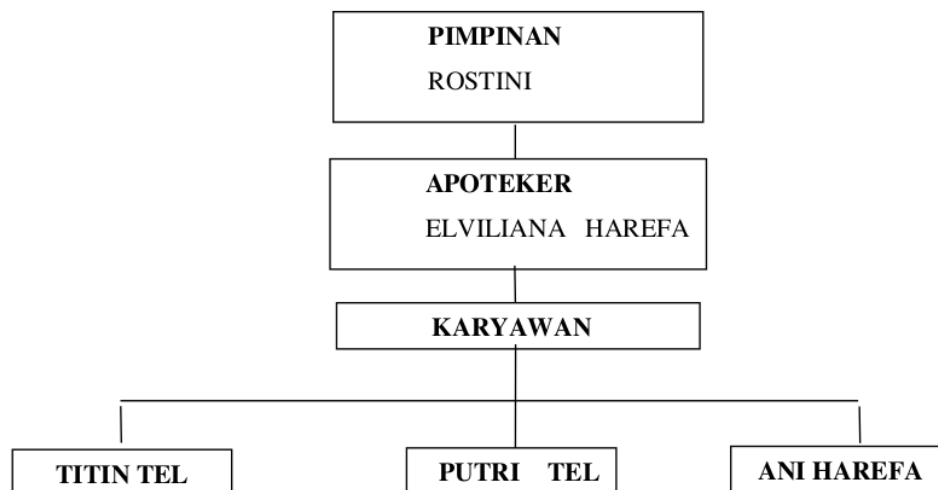 PIMPINAN
ROSTINI
APOTEKER
ELVILIANA HAREFA
KARYAWAN
TITIN TEL
PUTRI TEL
ANI HAREFA